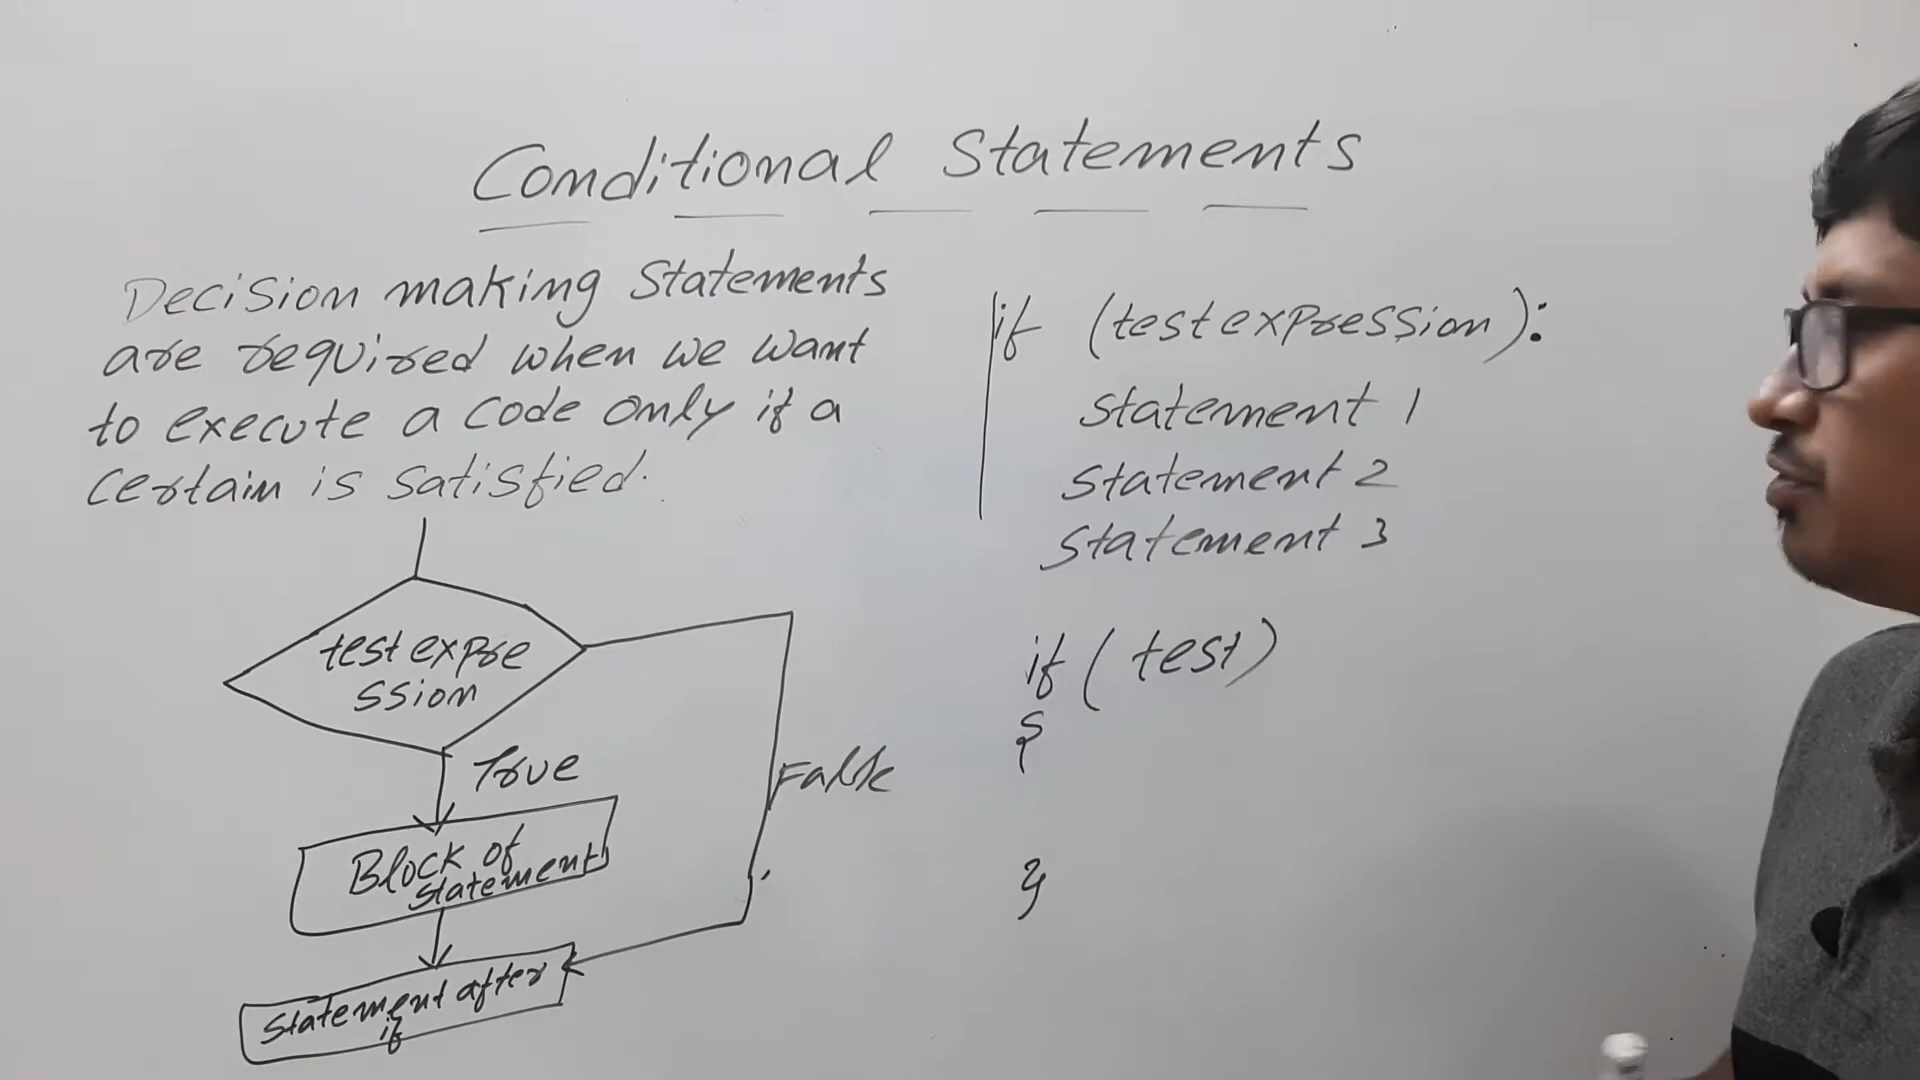 Conditional Statements
Decision making Statements
are required when we want
to execute a code only if a
certain is satisfied.
test expre
ssion
True
False
Block of
statements
Statement after
if
if (test expression):
statement 1
statement 2
statement 3
if ( test )
{
}